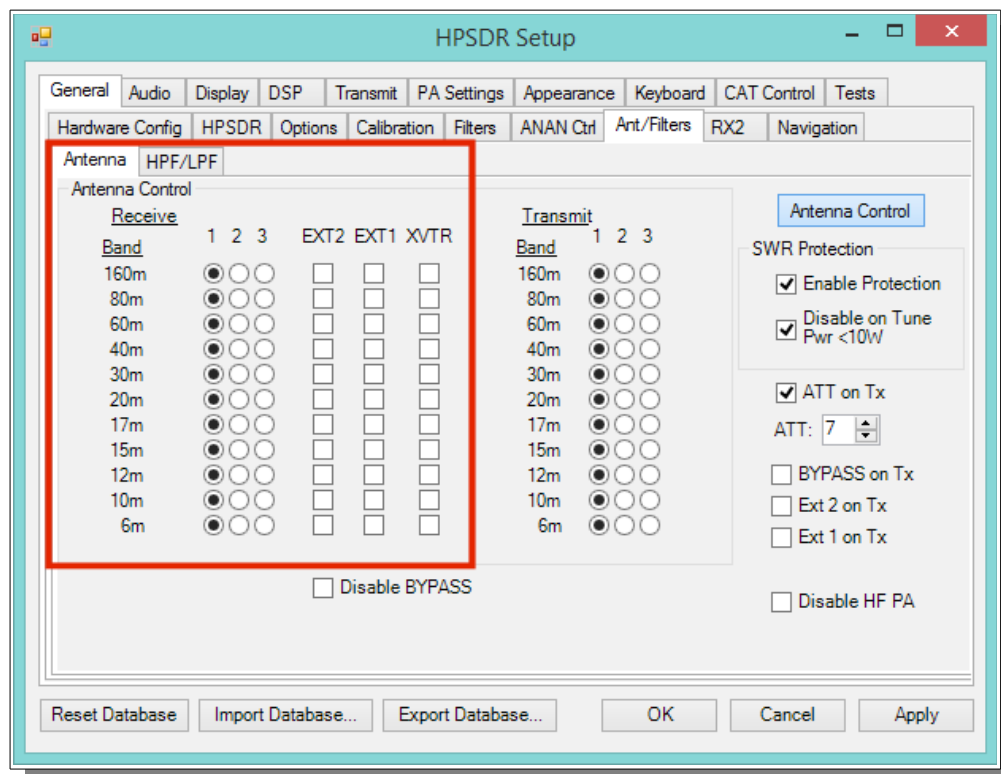 HPSDR Setup
General Audio Display DSP Transmit PA Settings Appearance Keyboard CAT Control Tests
Hardware Config HPSDR Options Calibration Filters ANAN Ctrl Ant/Filters RX2 Navigation
Antenna HPF/LPF
Antenna Control
Receive
Band 1 2 3 EXT2 EXT1 XVTR
160m
80m
60m
40m
30m
20m
17m
15m
12m
10m
6m
Disable BYPASS
Transmit
Band 1 2 3
160m
80m
60m
40m
30m
20m
17m
15m
12m
10m
6m
Antenna Control
SWR Protection
Enable Protection
Disable on Tune
Pwr <10W
ATT on Tx
ATT: 7
BYPASS on Tx
Ext 2 on Tx
Ext 1 on Tx
Disable HF PA
Reset Database Import Database... Export Database... OK Cancel Apply